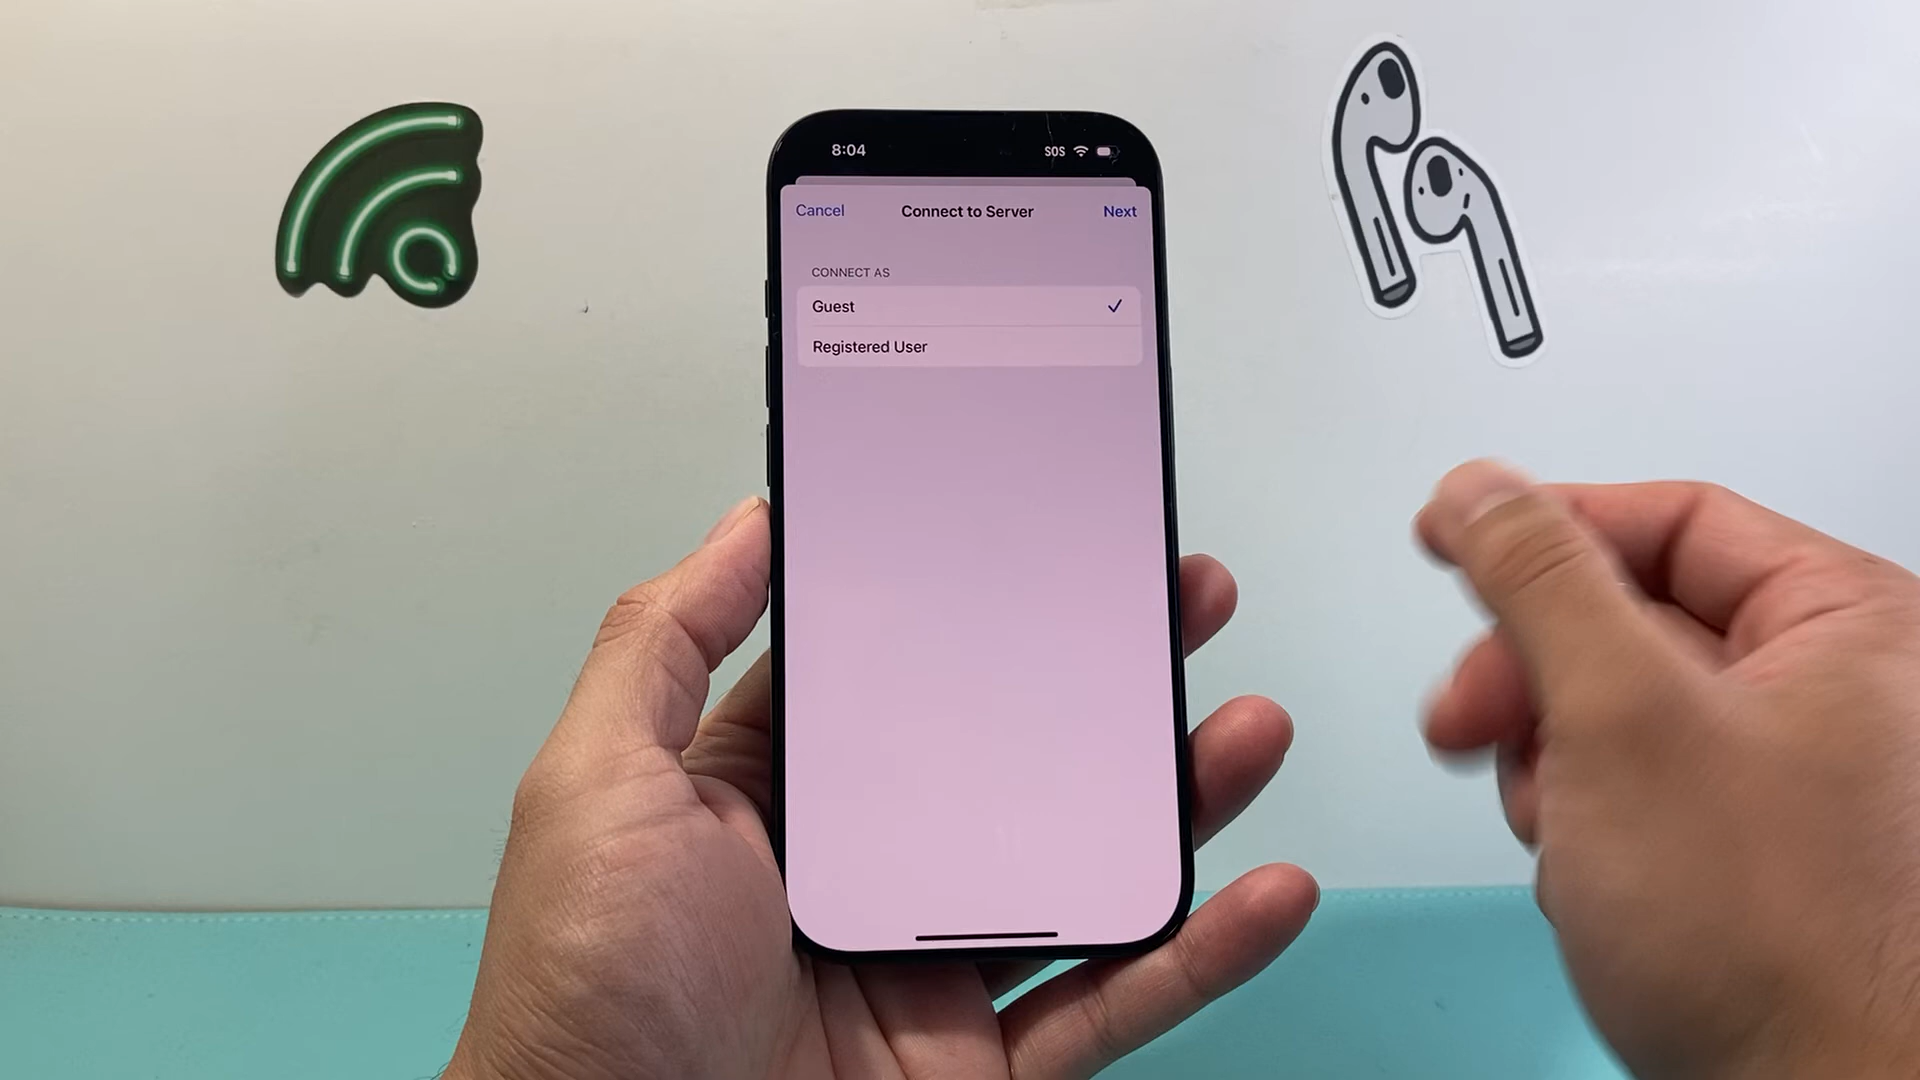 8:04 SOS
Cancel Connect to Server Next
CONNECT AS
Guest
Registered User